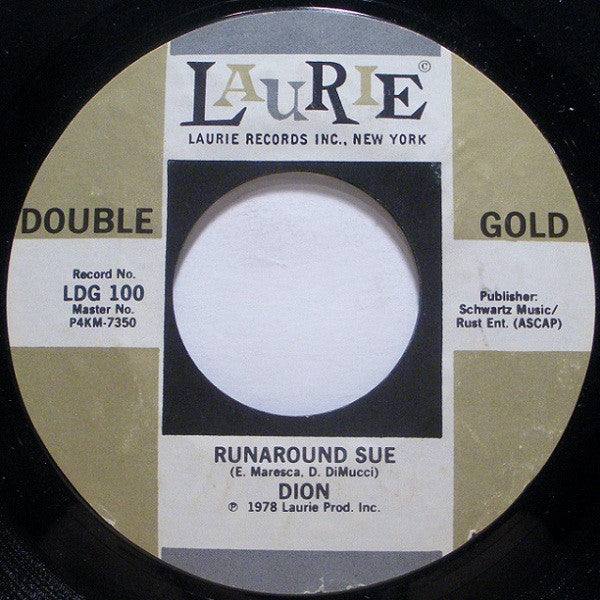 LAURIE©
LAURIE RECORDS INC., NEW YORK
DOUBLE GOLD
Record No.
LDG 100
Master No.
P4KM-7350
Publisher:
Schwartz Music/
Rust Ent. (ASCAP)
RUNAROUND SUE
(E. Maresca, D. DiMucci)
DION
℗ 1978 Laurie Prod. Inc.